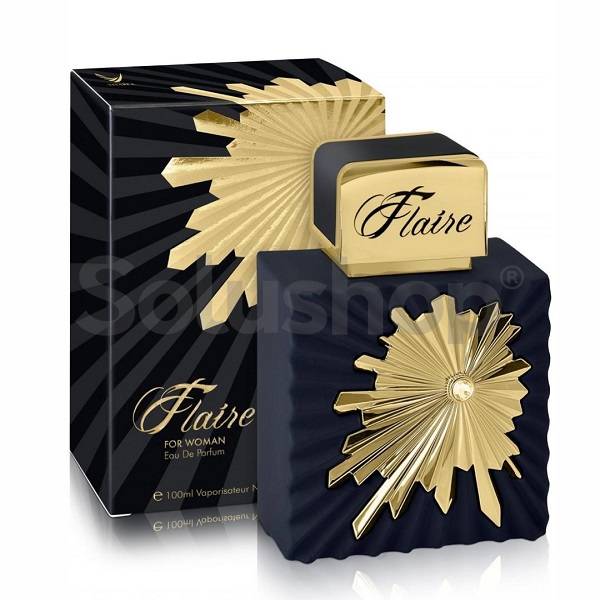 Flaire
Solushop®
Flaire
FOR WOMAN
Eau De Parfum
e 100ml Vaporisateur N